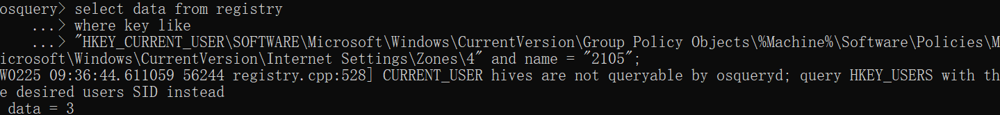 osquery> select data from registry
...> where key like
...> "HKEY_CURRENT_USER\SOFTWARE\Microsoft\Windows\CurrentVersion\Group Policy Objects\%Machine%\Software\Policies\M
icrosoft\Windows\CurrentVersion\Internet Settings\Zones\4" and name = "2105";
W0225 09:36:44.611059 56244 registry.cpp:528] CURRENT_USER hives are not queryable by osqueryd; query HKEY_USERS with th
e desired users SID instead
data = 3